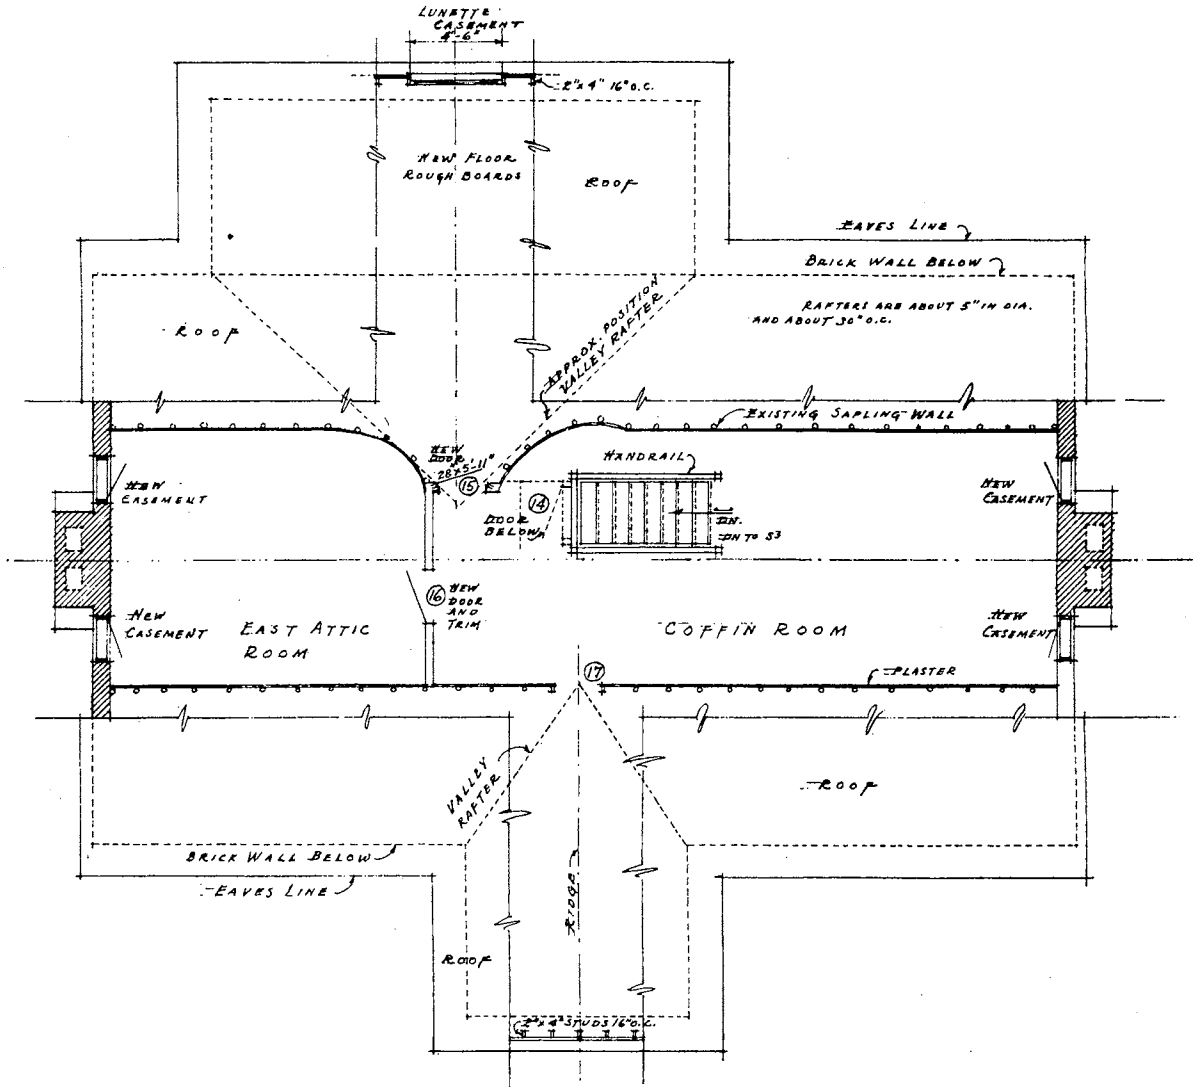 LUNETTE
CASEMENT
4'-6"
2"x4" 16" O.C.
NEW FLOOR
ROUGH BOARDS
ROOF
EAVES LINE
BRICK WALL BELOW
RAFTERS ARE ABOUT 5" IN DIA.
AND ABOUT 30" O.C.
ROOF
APPROX. POSITION
VALLEY RAFTER
EXISTING SAPLING WALL
NEW
DOOR
28"x5'-11"
15
HANDRAIL
NEW
CASEMENT
DOOR
BELOW
14
DN.
DN TO S3
NEW
CASEMENT
16
NEW
DOOR
AND
TRIM
NEW
CASEMENT
EAST ATTIC
ROOM
COFFIN ROOM
NEW
CASEMENT
17
PLASTER
VALLEY
RAFTER
ROOF
BRICK WALL BELOW
EAVES LINE
RIDGE
ROOF
2"x4" STUDS 16" O.C.